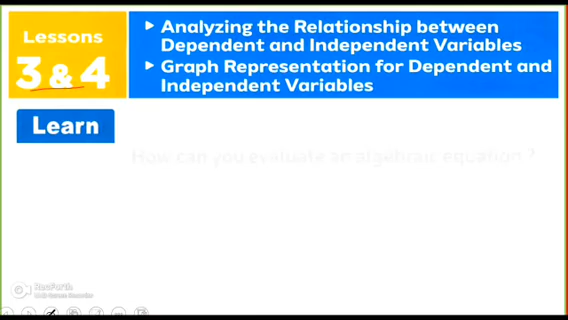 Lessons
3 & 4
▶ Analyzing the Relationship between
Dependent and Independent Variables
▶ Graph Representation for Dependent and
Independent Variables
Learn
How can you evaluate an algebraic equation ?